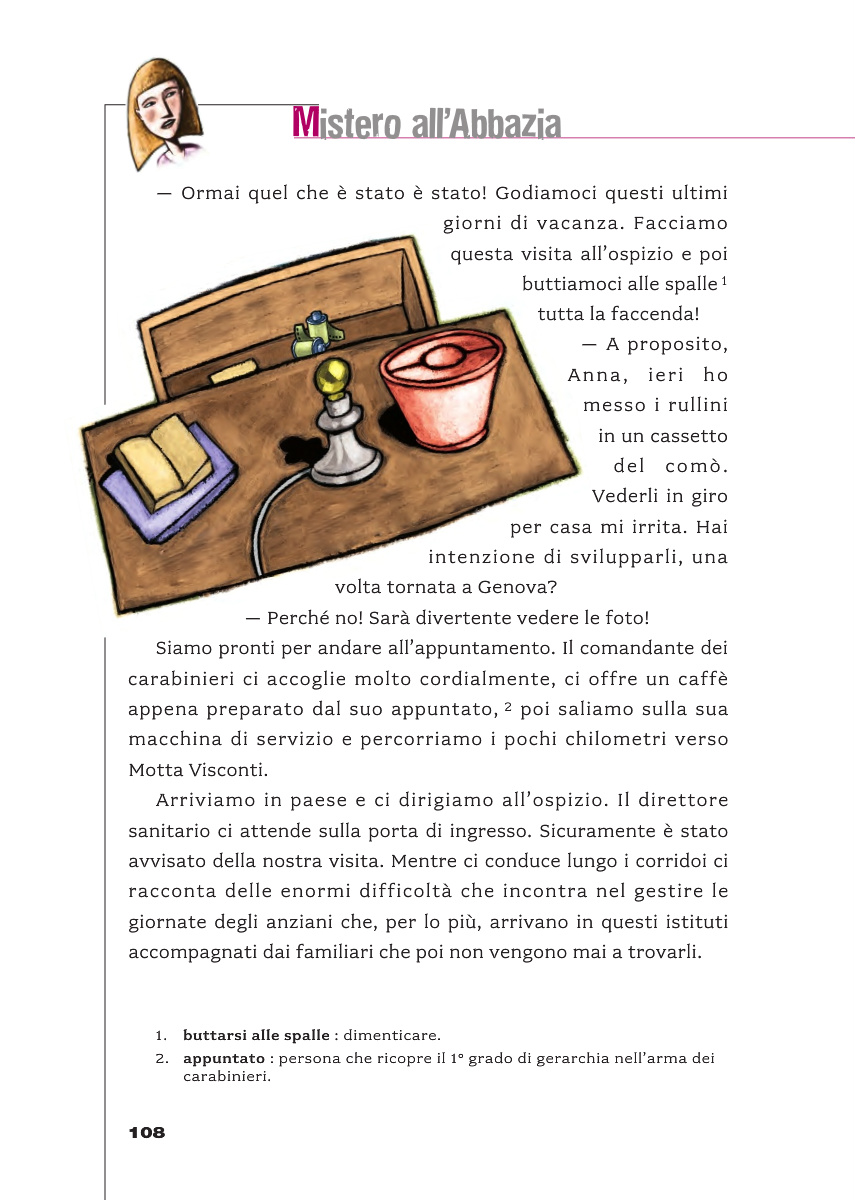 Mistero all'Abbazia
— Ormai quel che è stato è stato! Godiamoci questi ultimi
giorni di vacanza. Facciamo
questa visita all'ospizio e poi
buttiamoci alle spalle 1
tutta la faccenda!
— A proposito,
Anna, ieri ho
messo i rullini
in un cassetto
del comò.
Vederli in giro
per casa mi irrita. Hai
intenzione di svilupparli, una
volta tornata a Genova?
— Perché no! Sarà divertente vedere le foto!
Siamo pronti per andare all'appuntamento. Il comandante dei
carabinieri ci accoglie molto cordialmente, ci offre un caffè
appena preparato dal suo appuntato, 2 poi saliamo sulla sua
macchina di servizio e percorriamo i pochi chilometri verso
Motta Visconti.
Arriviamo in paese e ci dirigiamo all'ospizio. Il direttore
sanitario ci attende sulla porta di ingresso. Sicuramente è stato
avvisato della nostra visita. Mentre ci conduce lungo i corridoi ci
racconta delle enormi difficoltà che incontra nel gestire le
giornate degli anziani che, per lo più, arrivano in questi istituti
accompagnati dai familiari che poi non vengono mai a trovarli.
1. buttarsi alle spalle : dimenticare.
2. appuntato : persona che ricopre il 1° grado di gerarchia nell'arma dei
carabinieri.
108